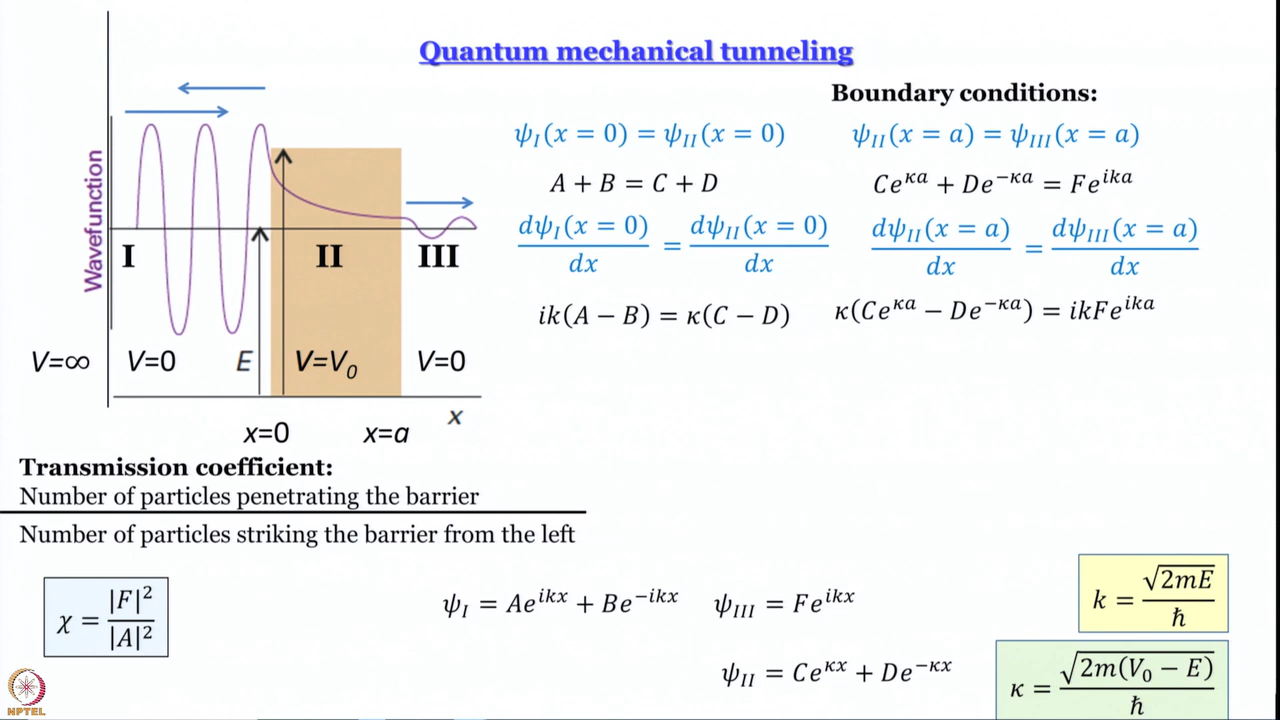 Quantum mechanical tunneling
Wavefunction
I
II
III
V=∞
V=0
E
V=V₀
V=0
x
x=0
x=a
Boundary conditions:
ψ_I(x = 0) = ψ_II(x = 0)
ψ_II(x = a) = ψ_III(x = a)
A + B = C + D
Ce^{κa} + De^{−κa} = Fe^{ika}
dψ_I(x = 0)/dx = dψ_II(x = 0)/dx
dψ_II(x = a)/dx = dψ_III(x = a)/dx
ik(A − B) = κ(C − D)
κ(Ce^{κa} − De^{−κa}) = ikFe^{ika}
Transmission coefficient:
Number of particles penetrating the barrier
Number of particles striking the barrier from the left
χ = |F|²/|A|²
ψ_I = Ae^{ikx} + Be^{−ikx}
ψ_III = Fe^{ikx}
k = √(2mE)/ħ
ψ_II = Ce^{κx} + De^{−κx}
κ = √(2m(V₀ − E))/ħ
NPTEL